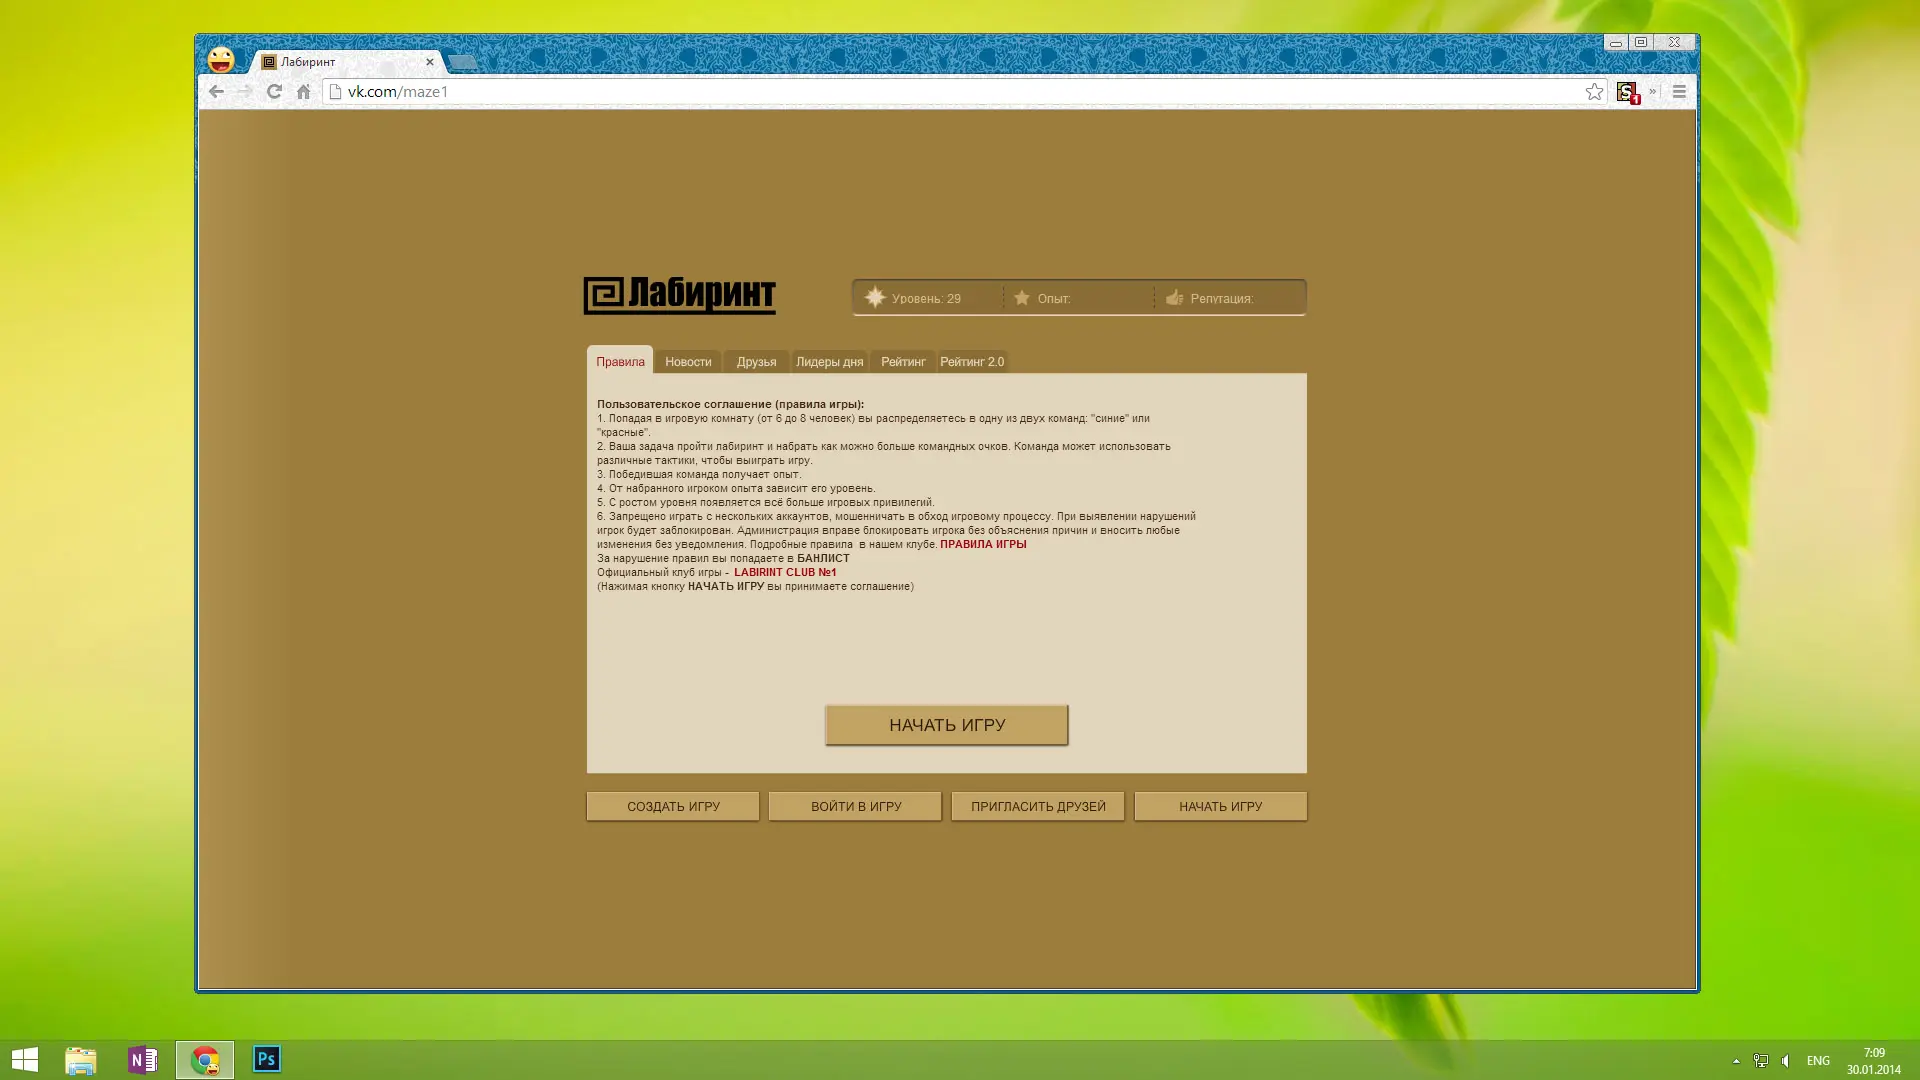 Лабиринт
vk.com/maze1
Лабиринт
Уровень: 29
Опыт:
Репутация:
Правила
Новости
Друзья
Лидеры дня
Рейтинг
Рейтинг 2.0
Пользовательское соглашение (правила игры):
1. Попадая в игровую комнату (от 6 до 8 человек) вы распределяетесь в одну из двух команд: "синие" или
"красные".
2. Ваша задача пройти лабиринт и набрать как можно больше командных очков. Команда может использовать
различные тактики, чтобы выиграть игру.
3. Победившая команда получает опыт.
4. От набранного игроком опыта зависит его уровень.
5. С ростом уровня появляется всё больше игровых привилегий.
6. Запрещено играть с нескольких аккаунтов, мошенничать в обход игровому процессу. При выявлении нарушений
игрок будет заблокирован. Администрация вправе блокировать игрока без объяснения причин и вносить любые
изменения без уведомления. Подробные правила в нашем клубе. ПРАВИЛА ИГРЫ
За нарушение правил вы попадаете в БАНЛИСТ
Официальный клуб игры - LABIRINT CLUB №1
(Нажимая кнопку НАЧАТЬ ИГРУ вы принимаете соглашение)
НАЧАТЬ ИГРУ
СОЗДАТЬ ИГРУ
ВОЙТИ В ИГРУ
ПРИГЛАСИТЬ ДРУЗЕЙ
НАЧАТЬ ИГРУ
N
Ps
ENG
7:09
30.01.2014